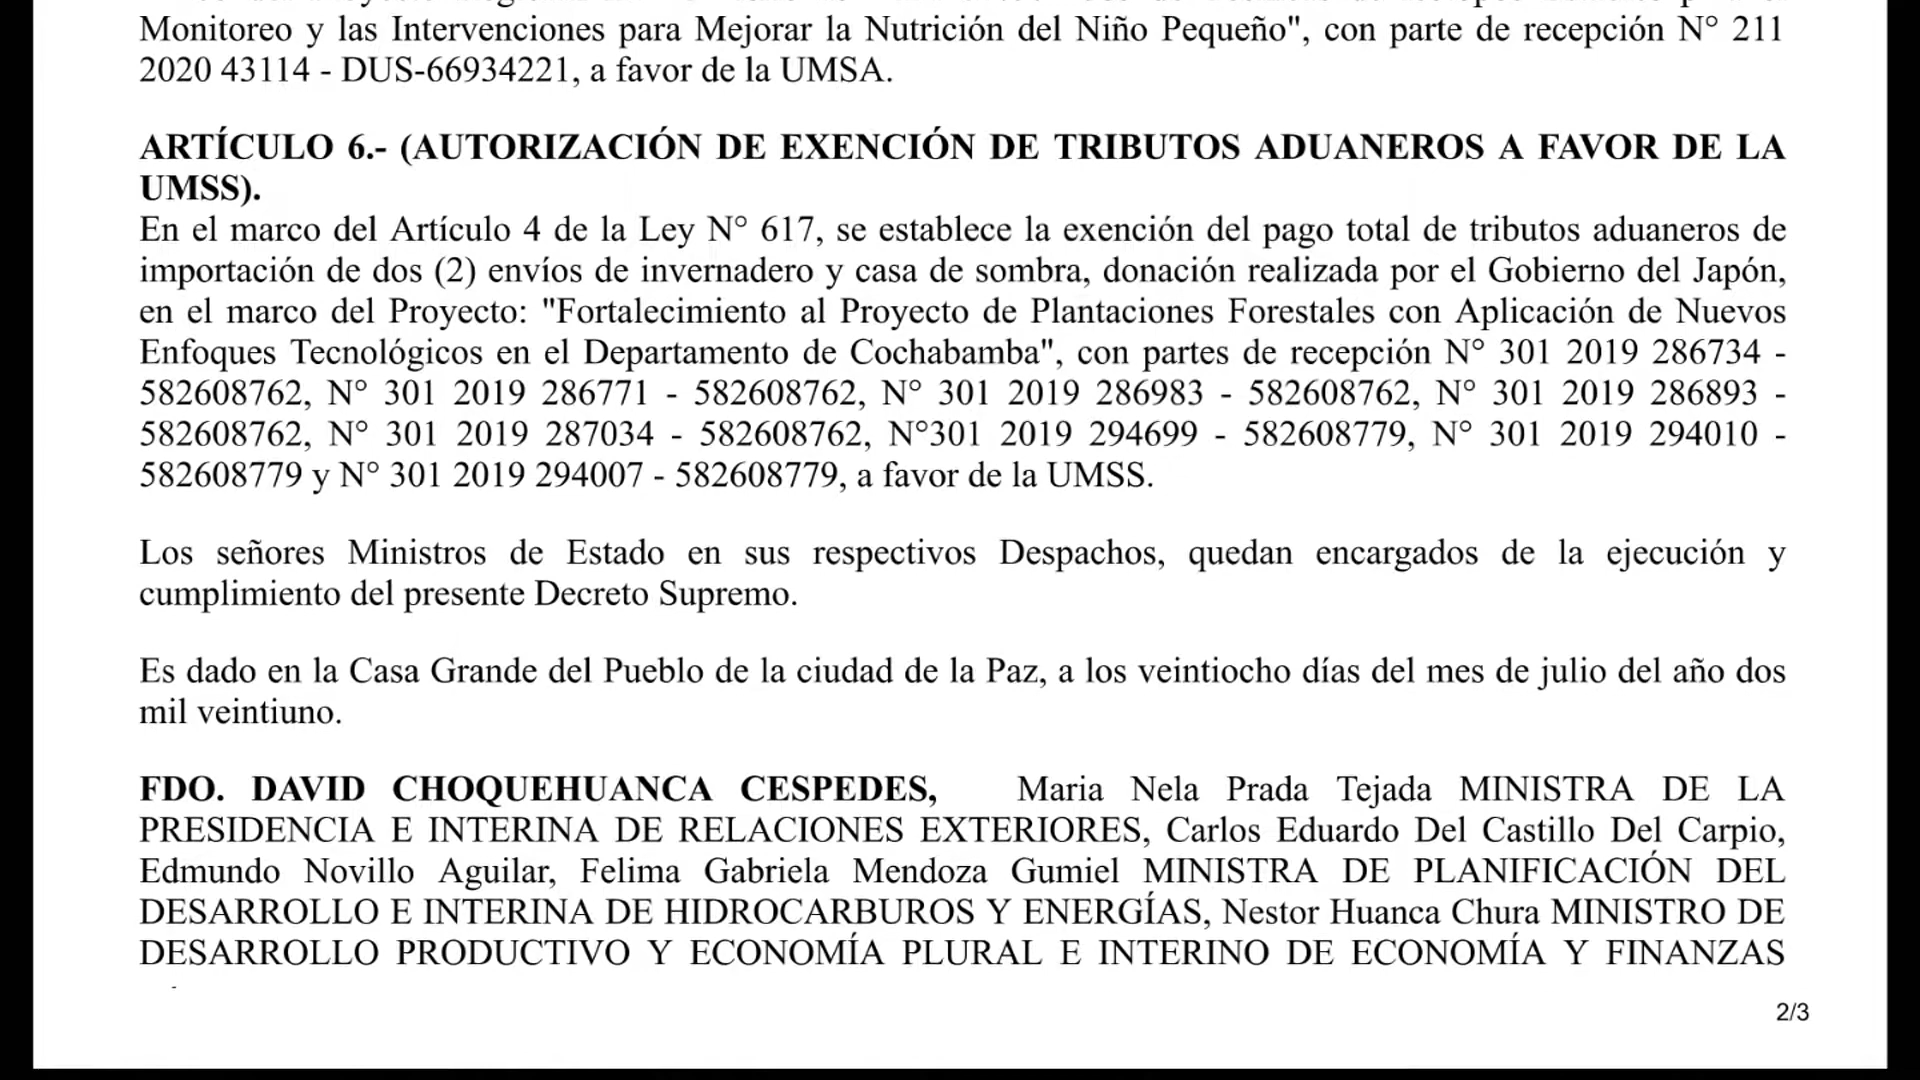 Monitoreo y las Intervenciones para Mejorar la Nutrición del Niño Pequeño", con parte de recepción N° 211
2020 43114 - DUS-66934221, a favor de la UMSA.
ARTÍCULO 6.- (AUTORIZACIÓN DE EXENCIÓN DE TRIBUTOS ADUANEROS A FAVOR DE LA
UMSS).
En el marco del Artículo 4 de la Ley N° 617, se establece la exención del pago total de tributos aduaneros de
importación de dos (2) envíos de invernadero y casa de sombra, donación realizada por el Gobierno del Japón,
en el marco del Proyecto: "Fortalecimiento al Proyecto de Plantaciones Forestales con Aplicación de Nuevos
Enfoques Tecnológicos en el Departamento de Cochabamba", con partes de recepción N° 301 2019 286734 -
582608762, N° 301 2019 286771 - 582608762, N° 301 2019 286983 - 582608762, N° 301 2019 286893 -
582608762, N° 301 2019 287034 - 582608762, N°301 2019 294699 - 582608779, N° 301 2019 294010 -
582608779 y N° 301 2019 294007 - 582608779, a favor de la UMSS.
Los señores Ministros de Estado en sus respectivos Despachos, quedan encargados de la ejecución y
cumplimiento del presente Decreto Supremo.
Es dado en la Casa Grande del Pueblo de la ciudad de la Paz, a los veintiocho días del mes de julio del año dos
mil veintiuno.
FDO. DAVID CHOQUEHUANCA CESPEDES, Maria Nela Prada Tejada MINISTRA DE LA
PRESIDENCIA E INTERINA DE RELACIONES EXTERIORES, Carlos Eduardo Del Castillo Del Carpio,
Edmundo Novillo Aguilar, Felima Gabriela Mendoza Gumiel MINISTRA DE PLANIFICACIÓN DEL
DESARROLLO E INTERINA DE HIDROCARBUROS Y ENERGÍAS, Nestor Huanca Chura MINISTRO DE
DESARROLLO PRODUCTIVO Y ECONOMÍA PLURAL E INTERINO DE ECONOMÍA Y FINANZAS
2/3